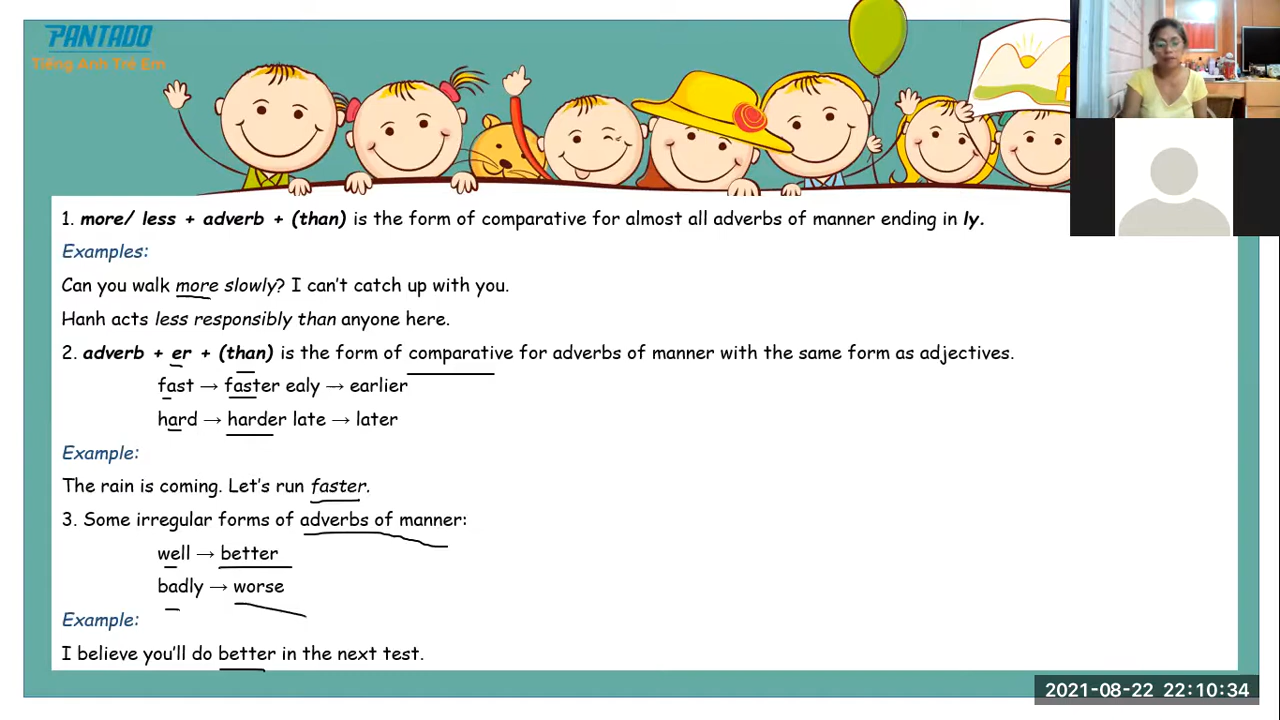 PANTADO
Tiếng Anh Trẻ Em
1. more/ less + adverb + (than) is the form of comparative for almost all adverbs of manner ending in ly.
Examples:
Can you walk more slowly? I can't catch up with you.
Hanh acts less responsibly than anyone here.
2. adverb + er + (than) is the form of comparative for adverbs of manner with the same form as adjectives.
fast → faster ealy → earlier
hard → harder late → later
Example:
The rain is coming. Let's run faster.
3. Some irregular forms of adverbs of manner:
well → better
badly → worse
Example:
I believe you'll do better in the next test.
2021-08-22 22:10:34